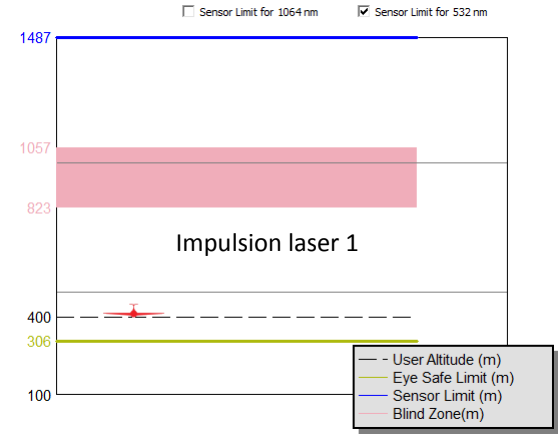 Sensor Limit for 1064 nm
Sensor Limit for 532 nm
1487
1057
823
Impulsion laser 1
400
306
100
User Altitude (m)
Eye Safe Limit (m)
Sensor Limit (m)
Blind Zone(m)